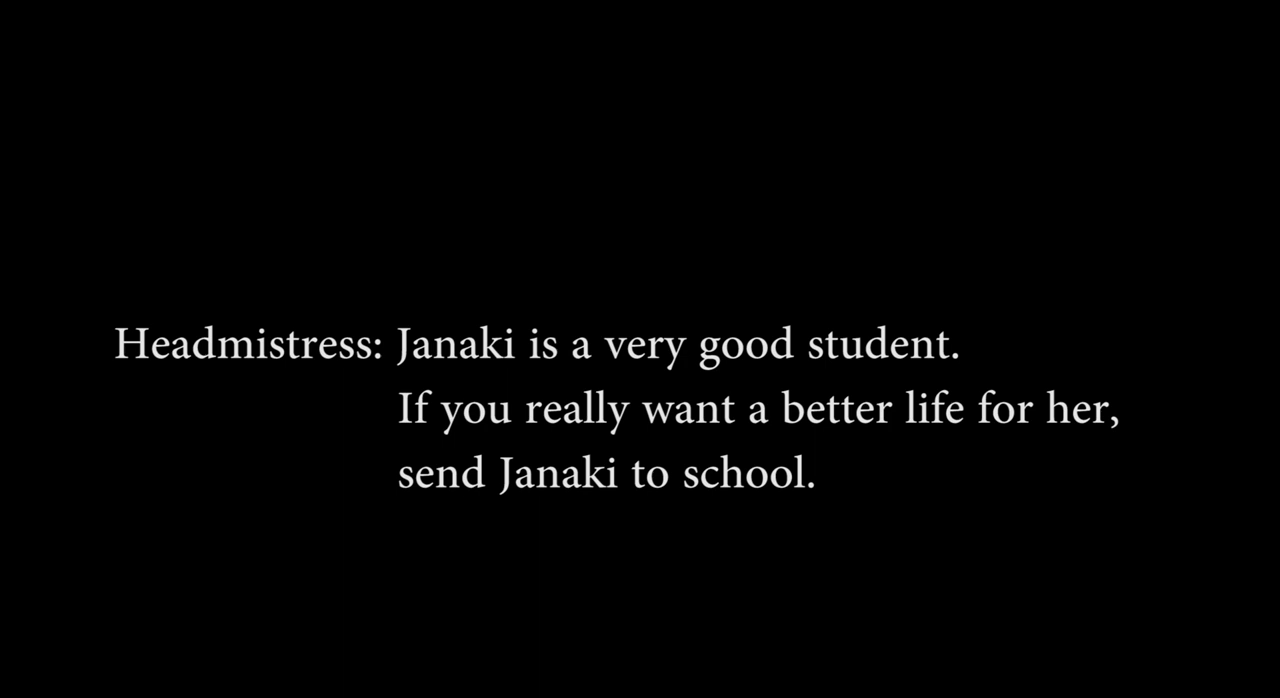 Headmistress: Janaki is a very good student.
If you really want a better life for her,
send Janaki to school.